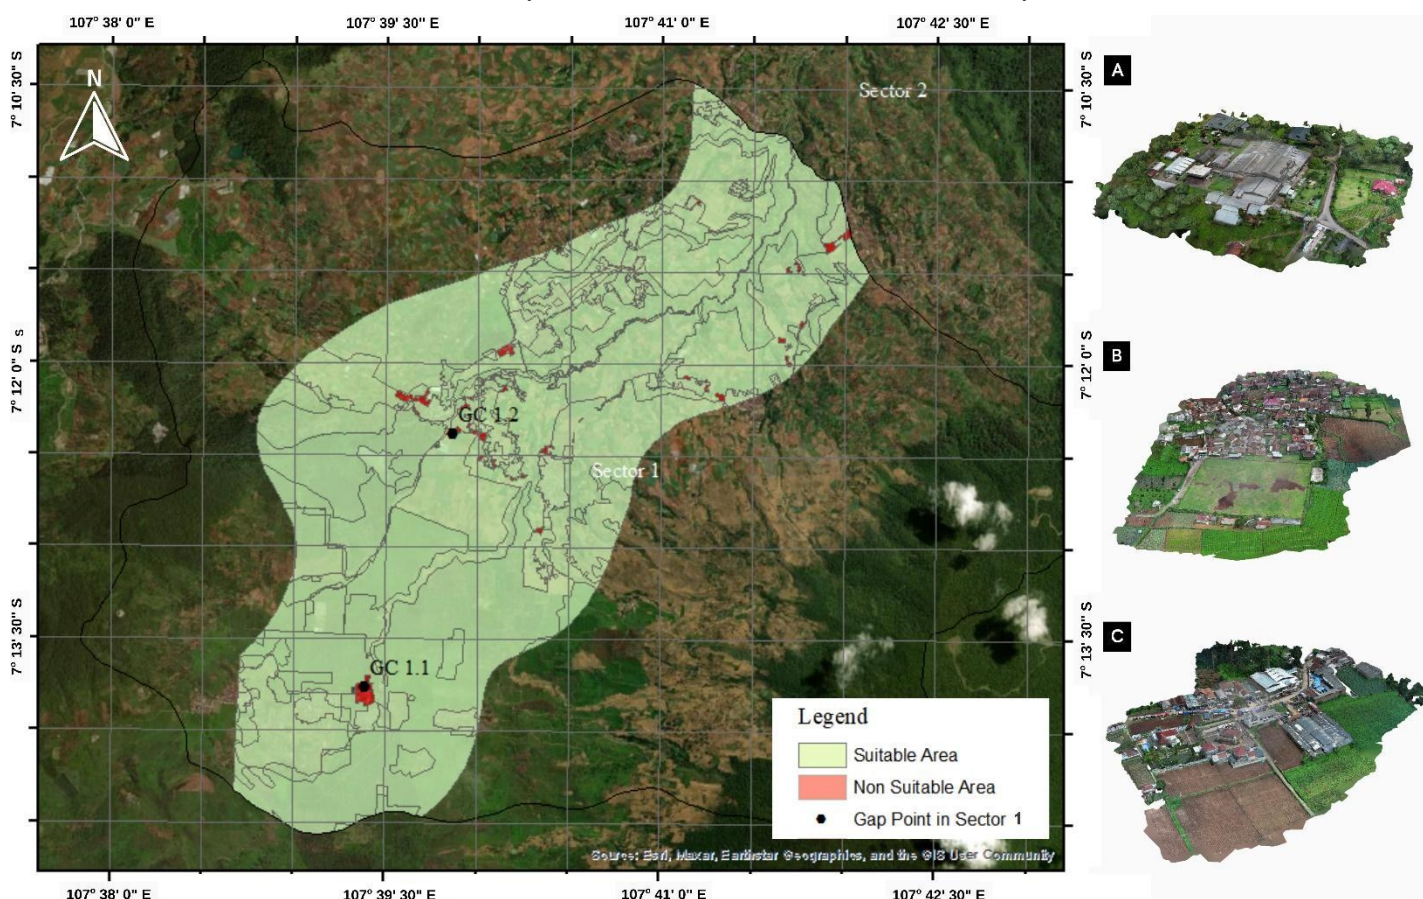 107° 38' 0" E
107° 39' 30" E
107° 41' 0" E
107° 42' 30" E
7° 10' 30" S
7° 12' 0" S
7° 13' 30" S
N
Sector 2
GC 1.2
Sector 1
GC 1.1
Legend
Suitable Area
Non Suitable Area
Gap Point in Sector 1
Source: Esri, Maxar, Earthstar Geographics, and the GIS User Community
7° 10' 30" S
7° 12' 0" S
7° 13' 30" S
107° 38' 0" E
107° 39' 30" E
107° 41' 0" E
107° 42' 30" E
A
B
C